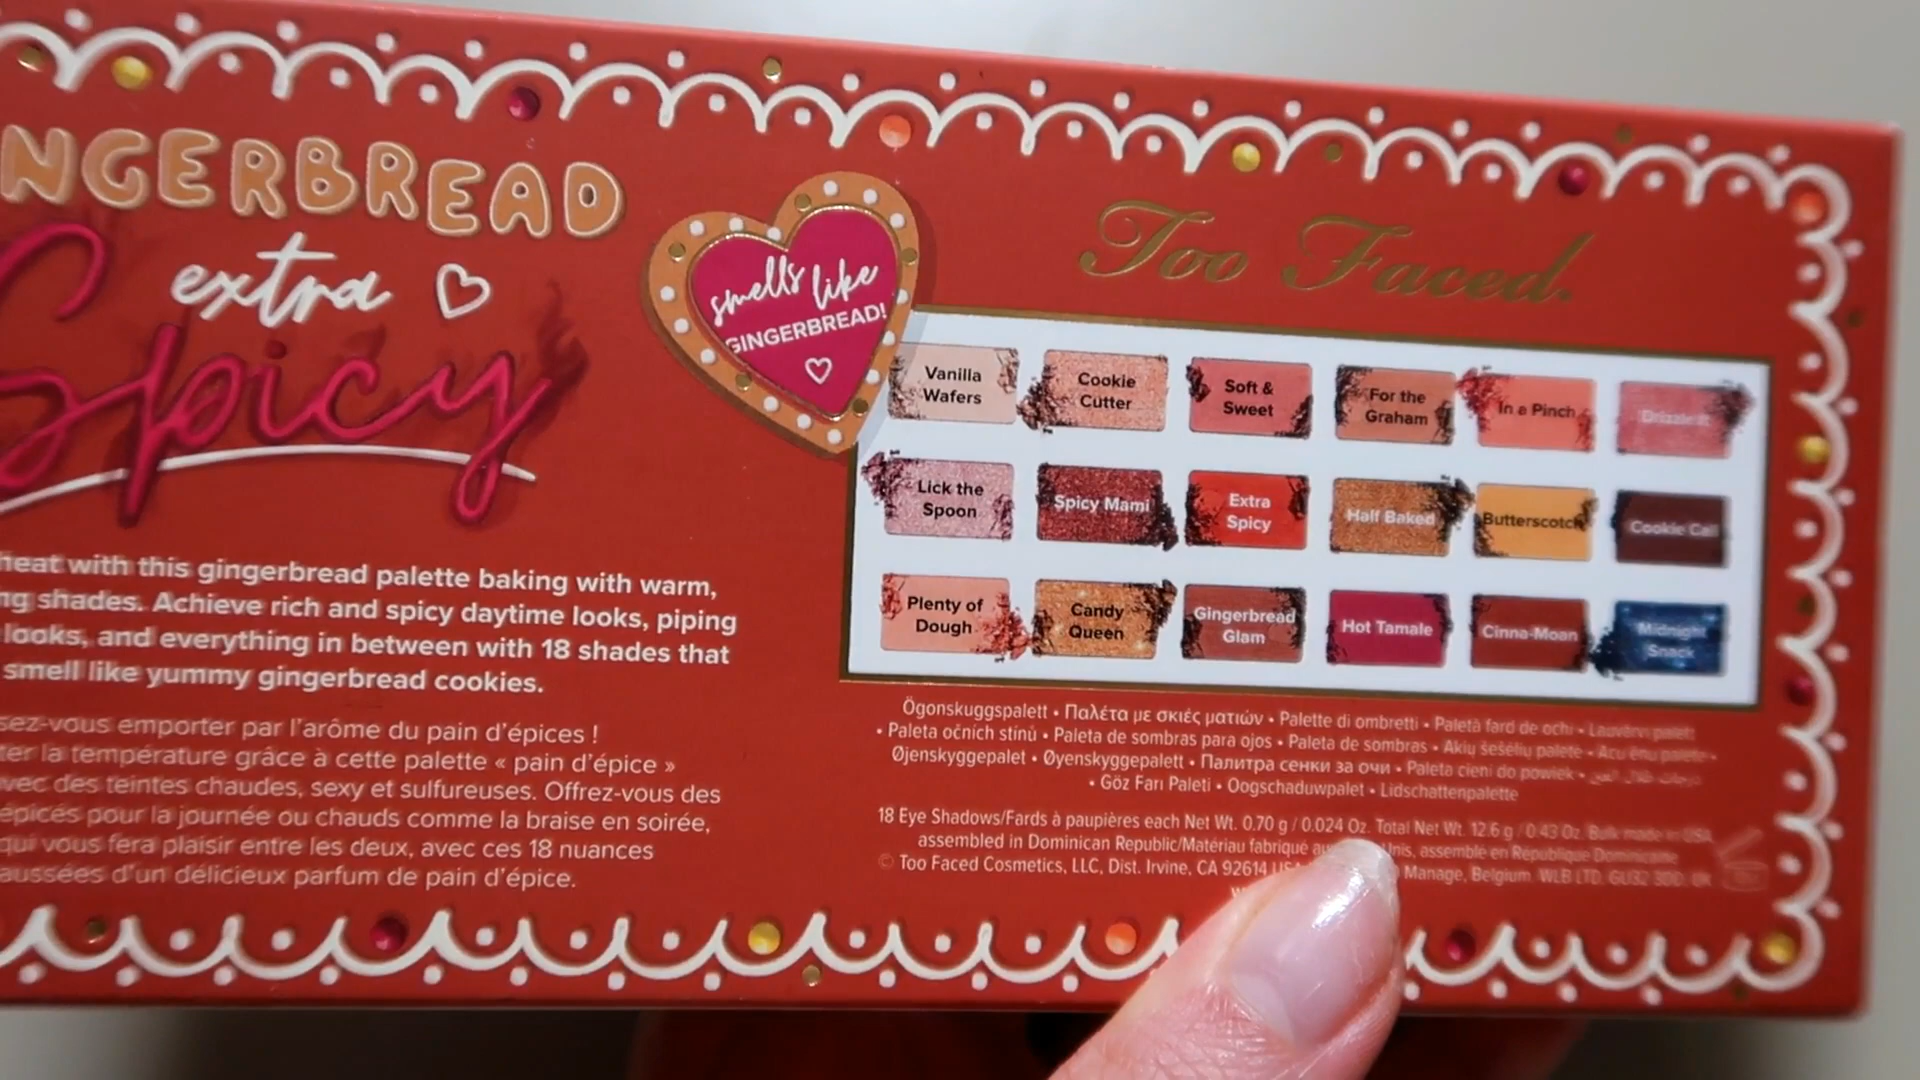 NGERBREAD
extra
Spicy
smells like
GINGERBREAD!
Too Faced.
heat with this gingerbread palette baking with warm,
ng shades. Achieve rich and spicy daytime looks, piping
looks, and everything in between with 18 shades that
smell like yummy gingerbread cookies.
sez-vous emporter par l'arôme du pain d'épices !
ter la température grâce à cette palette « pain d'épice »
vec des teintes chaudes, sexy et sulfureuses. Offrez-vous des
épicés pour la journée ou chauds comme la braise en soirée,
qui vous fera plaisir entre les deux, avec ces 18 nuances
aussées d'un délicieux parfum de pain d'épice.
Vanilla
Wafers
Cookie
Cutter
Soft &
Sweet
For the
Graham
In a Pinch
Drizzle It
Lick the
Spoon
Spicy Mami
Extra
Spicy
Half Baked
Butterscotch
Cookie Call
Plenty of
Dough
Candy
Queen
Gingerbread
Glam
Hot Tamale
Cinna-Moan
Midnight
Snack
Ögonskuggspalett • Παλέτα με σκιές ματιών • Palette di ombretti • Paletă fard de ochi •
• Paleta očních stínů • Paleta de sombras para ojos • Paleta de sombras • Akių šešėlių paletė •
Øjenskyggepalet • Øyenskyggepalett • Палитра сенки за очи • Paleta cieni do powiek •
• Göz Farı Paleti • Oogschaduwpalet • Lidschattenpalette
18 Eye Shadows/Fards à paupières each Net Wt. 0.70 g / 0.024 Oz. Total Net Wt. 12.6 g / 0.43 Oz. Bulk made in USA,
assembled in Dominican Republic/Matériau fabriqué au Unis, assemblé en République Dominicaine
© Too Faced Cosmetics, LLC, Dist. Irvine, CA 92614 Manage, Belgium. WLB LTD. GU32 3QD, UK